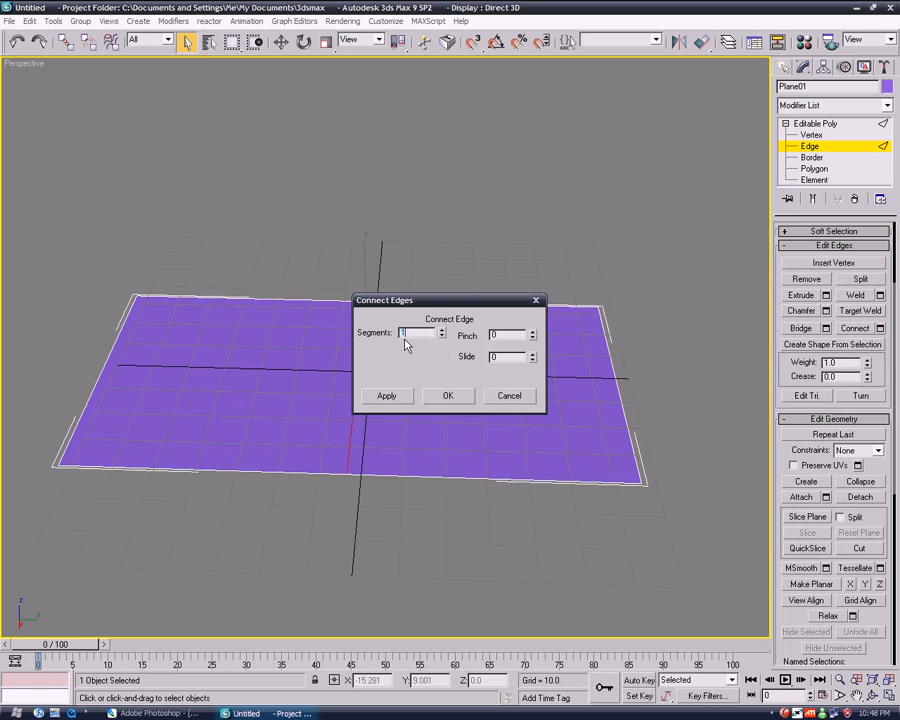 Untitled - Project Folder: C:\Documents and Settings\Me\My Documents\3dsmax - Autodesk 3ds Max 9 SP2 - Display : Direct 3D
File Edit Tools Group Views Create Modifiers reactor Animation Graph Editors Rendering Customize MAXScript Help
All View View
Perspective
Plane01
Modifier List
Editable Poly
Vertex
Edge
Border
Polygon
Element
+ Soft Selection
- Edit Edges
Insert Vertex
Remove Split
Extrude Weld
Chamfer Target Weld
Bridge Connect
Create Shape From Selection
Weight: 1.0
Crease: 0.0
Edit Tri. Turn
- Edit Geometry
Repeat Last
Constraints: None
Preserve UVs
Create Collapse
Attach Detach
Slice Plane Split
Slice Reset Plane
QuickSlice Cut
MSmooth Tessellate
Make Planar X Y Z
View Align Grid Align
Relax
Hide Selected Unhide All
Hide Unselected
Named Selections:
Connect Edges
Connect Edge
Segments: 1 Pinch 0
Slide 0
Apply OK Cancel
z
z
y
x
0 / 100
0 5 10 15 20 25 30 35 40 45 50 55 60 65 70 75 80 85 90 95 100
1 Object Selected X: -15.281 Y: 9.001 Z: 0.0 Grid = 10.0 Auto Key Selected
Click or click-and-drag to select objects Add Time Tag Set Key Key Filters... 0
start Adobe Photoshop - [... Untitled - Project ... 10:48 PM